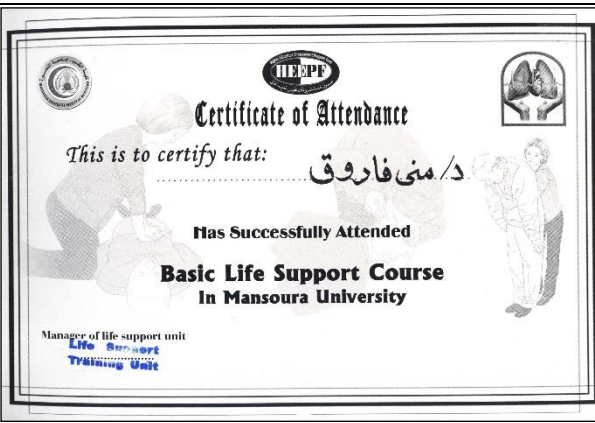 HEEPF
Certificate of Attendance
This is to certify that:
د/ منى فاروق
Has Successfully Attended
Basic Life Support Course
In Mansoura University
Manager of life support unit
Life Support
Training Unit